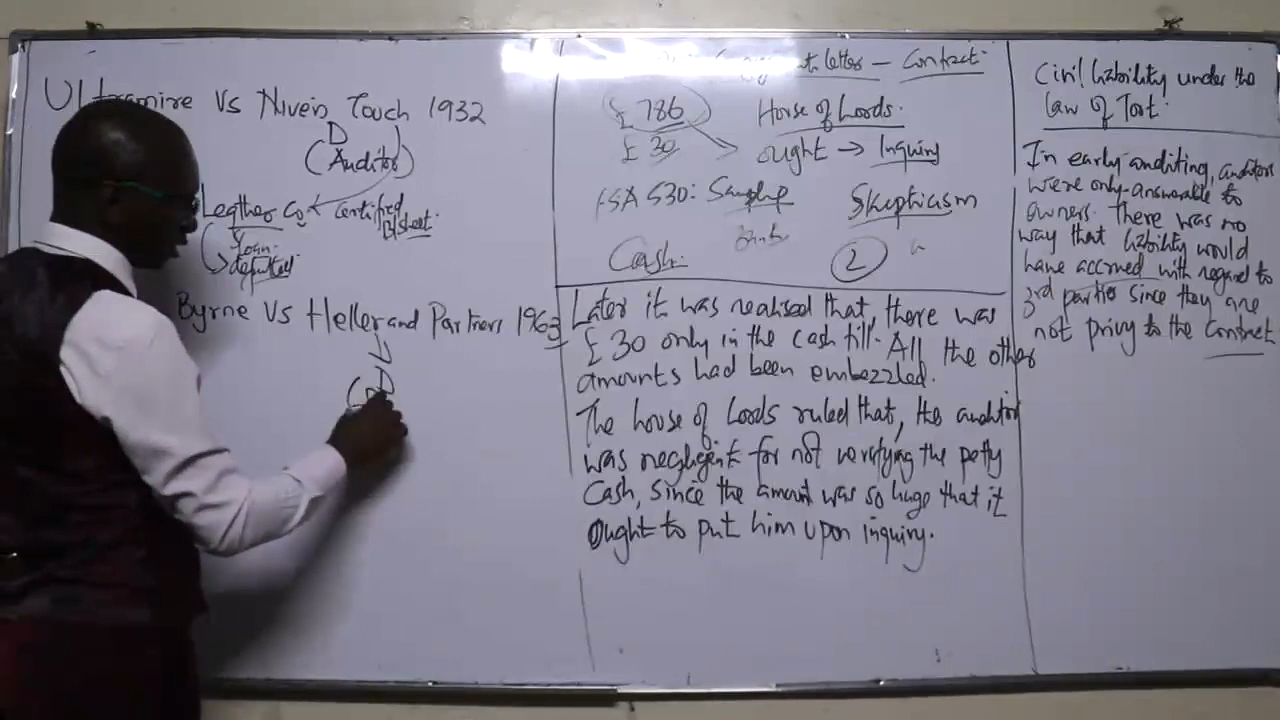 Ultramire vs Niven Touch 1932
D
(Auditor)
Leather Co. certified
B/sheet.
Loan
defaulted
Byrne Vs Heller and Partners 1963
D
letter – Contract
£ 786 House of Lords.
£ 30 ought → Inquiry
ISA 530: Sampling Skeptiasm
Cash. 2
Later it was realised that, there was
£ 30 only in the cash till. All the other
amounts had been embezzled.
The house of Lords ruled that, the auditor
was negligent for not verifying the petty
Cash, Since the amount was so huge that it
Ought to put him upon inquiry.
Civil liability under the
law of Tort.
In early auditing, auditors
were only answerable to
owners. There was no
way that liability would
have accrued with regard to
3rd parties since they are
not privy to the contract